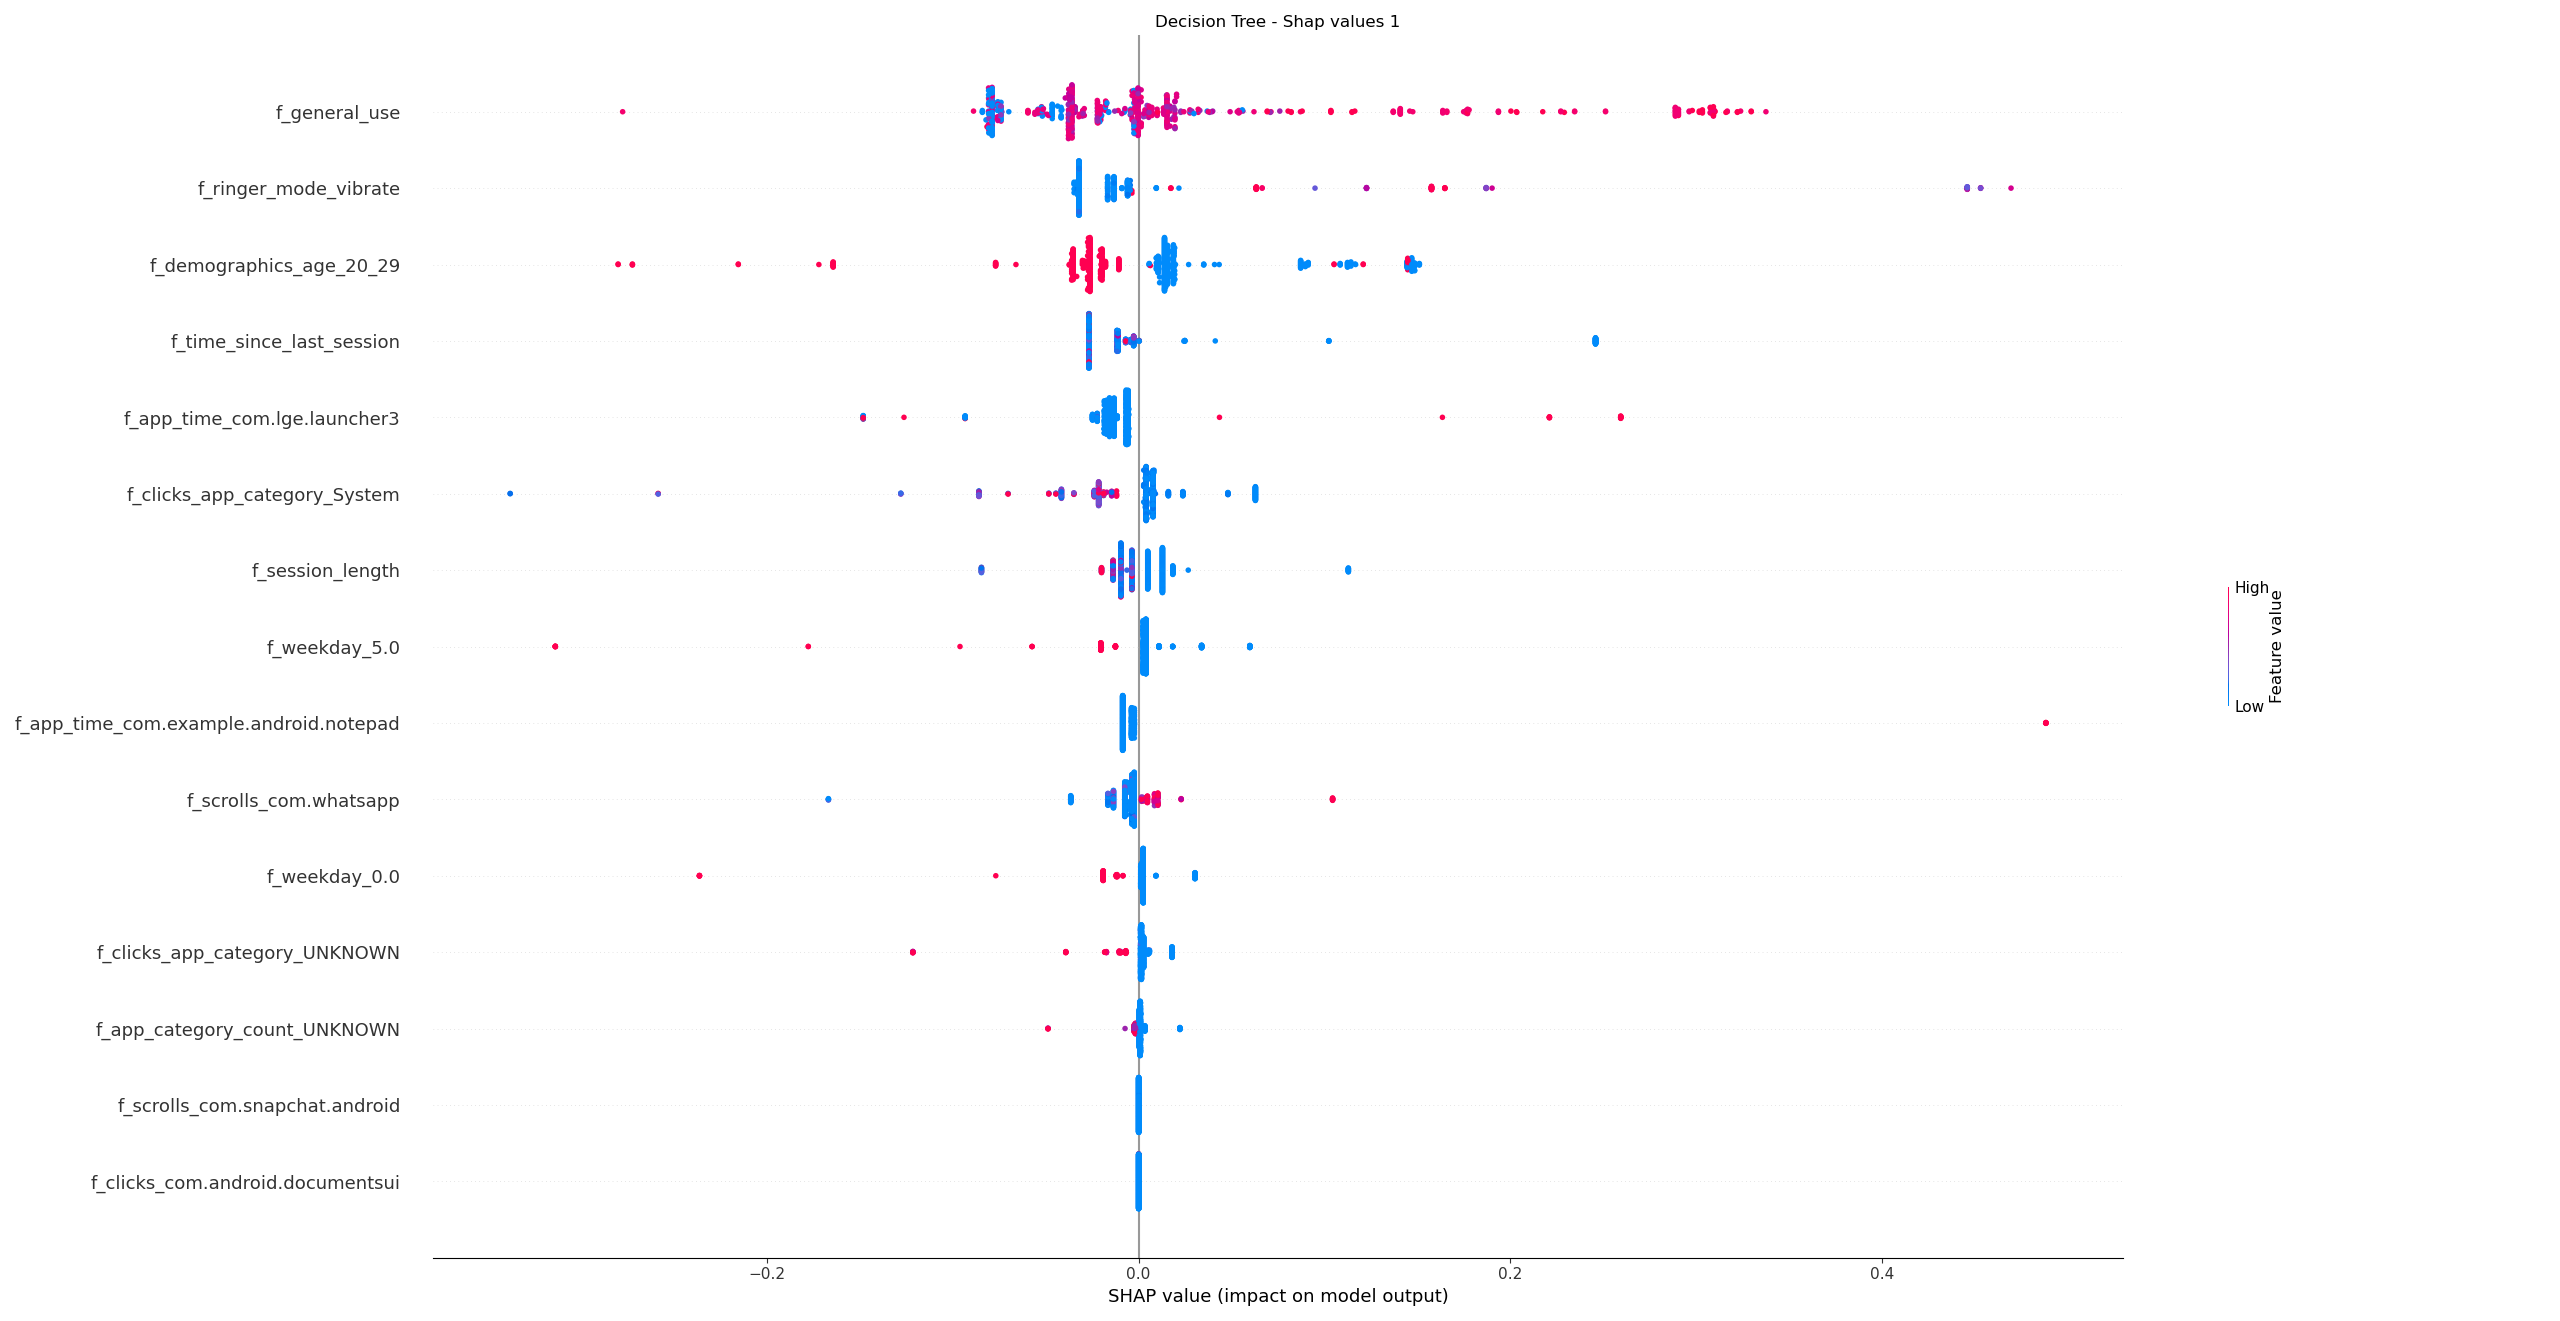 Decision Tree - Shap values 1
f_general_use
f_ringer_mode_vibrate
f_demographics_age_20_29
f_time_since_last_session
f_app_time_com.lge.launcher3
f_clicks_app_category_System
f_session_length
f_weekday_5.0
f_app_time_com.example.android.notepad
f_scrolls_com.whatsapp
f_weekday_0.0
f_clicks_app_category_UNKNOWN
f_app_category_count_UNKNOWN
f_scrolls_com.snapchat.android
f_clicks_com.android.documentsui
−0.2 0.0 0.2 0.4
SHAP value (impact on model output)
High
Low
Feature value